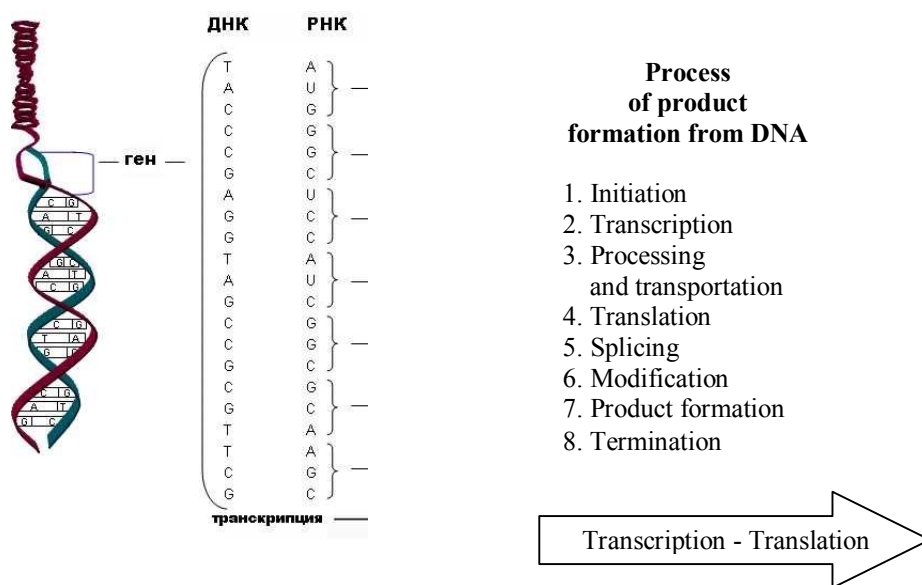 ДНК РНК
T A
A U
C G
C G
C G
G C
A U
G C
G C
T A
A U
G C
C G
C G
G C
C G
G C
T A
T A
C G
G C
ген
транскрипция
C G
A T
G C
G C
A T
C G
C G
T A
G
C G
A T
G C
Process
of product
formation from DNA
1. Initiation
2. Transcription
3. Processing
and transportation
4. Translation
5. Splicing
6. Modification
7. Product formation
8. Termination
Transcription - Translation